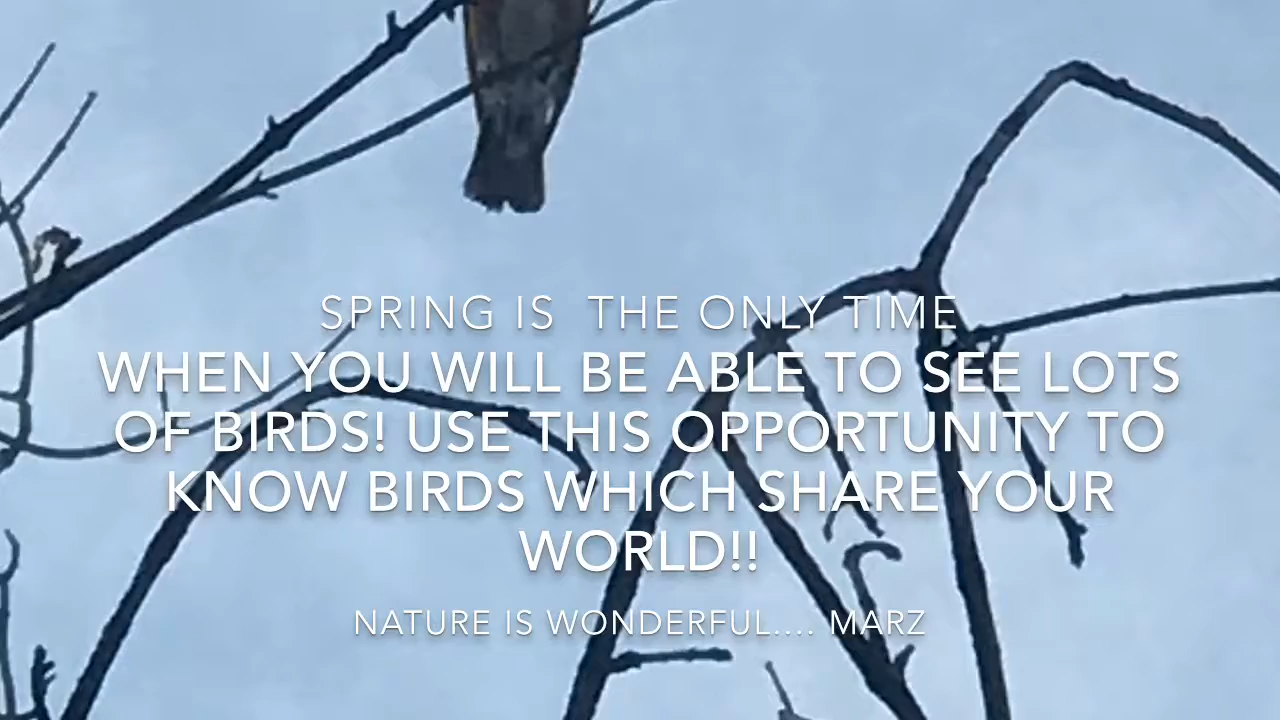 SPRING IS THE ONLY TIME
WHEN YOU WILL BE ABLE TO SEE LOTS
OF BIRDS! USE THIS OPPORTUNITY TO
KNOW BIRDS WHICH SHARE YOUR
WORLD!!
NATURE IS WONDERFUL.... MARZ